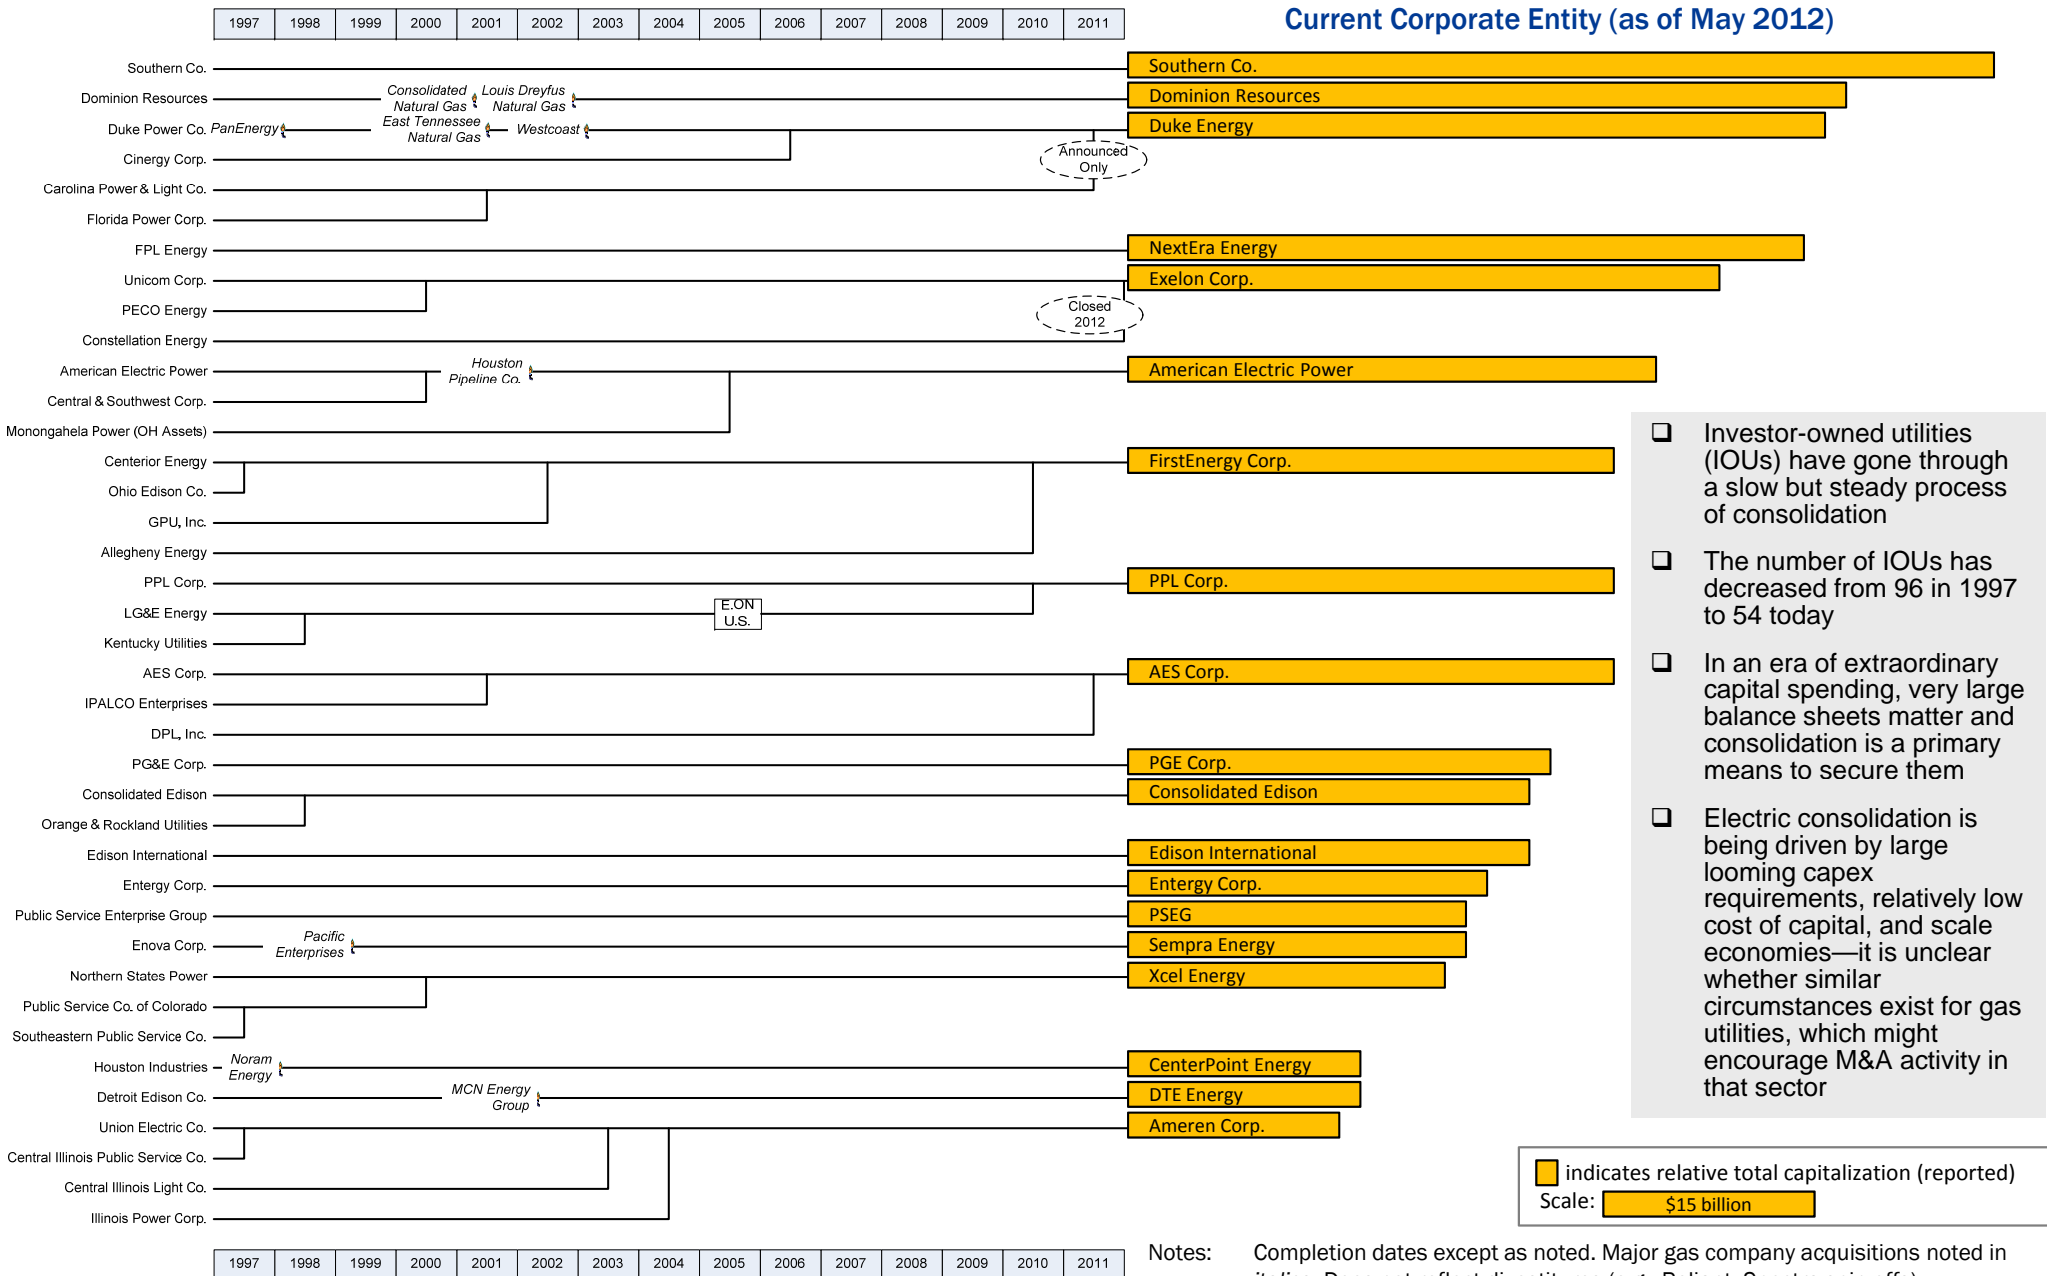 1997 1998 1999 2000 2001 2002 2003 2004 2005 2006 2007 2008 2009 2010 2011
Current Corporate Entity (as of May 2012)
Southern Co.
Southern Co.
Dominion Resources
Consolidated
Natural Gas
Louis Dreyfus
Natural Gas
Dominion Resources
Duke Power Co.
PanEnergy
East Tennessee
Natural Gas
Westcoast
Duke Energy
Cinergy Corp.
Announced
Only
Carolina Power & Light Co.
Florida Power Corp.
FPL Energy
NextEra Energy
Unicom Corp.
Exelon Corp.
PECO Energy
Closed
2012
Constellation Energy
American Electric Power
Houston
Pipeline Co.
American Electric Power
Central & Southwest Corp.
Monongahela Power (OH Assets)
Centerior Energy
FirstEnergy Corp.
Ohio Edison Co.
GPU, Inc.
Allegheny Energy
PPL Corp.
PPL Corp.
LG&E Energy
E.ON
U.S.
Kentucky Utilities
AES Corp.
AES Corp.
IPALCO Enterprises
DPL, Inc.
PG&E Corp.
PGE Corp.
Consolidated Edison
Consolidated Edison
Orange & Rockland Utilities
Edison International
Edison International
Entergy Corp.
Entergy Corp.
Public Service Enterprise Group
PSEG
Enova Corp.
Pacific
Enterprises
Sempra Energy
Northern States Power
Xcel Energy
Public Service Co. of Colorado
Southeastern Public Service Co.
Houston Industries
Noram
Energy
CenterPoint Energy
Detroit Edison Co.
MCN Energy
Group
DTE Energy
Union Electric Co.
Ameren Corp.
Central Illinois Public Service Co.
Central Illinois Light Co.
Illinois Power Corp.
❑ Investor-owned utilities
(IOUs) have gone through
a slow but steady process
of consolidation
❑ The number of IOUs has
decreased from 96 in 1997
to 54 today
❑ In an era of extraordinary
capital spending, very large
balance sheets matter and
consolidation is a primary
means to secure them
❑ Electric consolidation is
being driven by large
looming capex
requirements, relatively low
cost of capital, and scale
economies—it is unclear
whether similar
circumstances exist for gas
utilities, which might
encourage M&A activity in
that sector
indicates relative total capitalization (reported)
Scale: $15 billion
1997 1998 1999 2000 2001 2002 2003 2004 2005 2006 2007 2008 2009 2010 2011
Notes: Completion dates except as noted. Major gas company acquisitions noted in